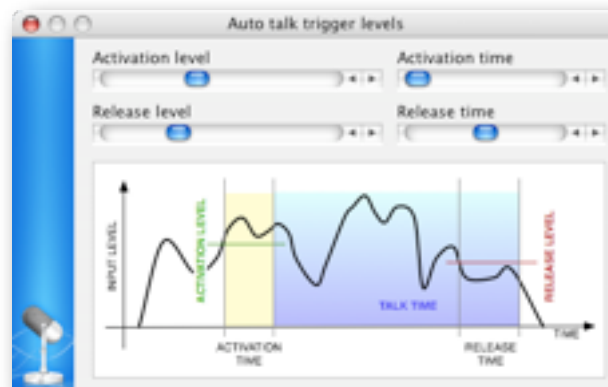 Auto talk trigger levels
Activation level
Activation time
Release level
Release time
INPUT LEVEL
ACTIVATION LEVEL
TALK TIME
RELEASE LEVEL
TIME
ACTIVATION
TIME
RELEASE
TIME